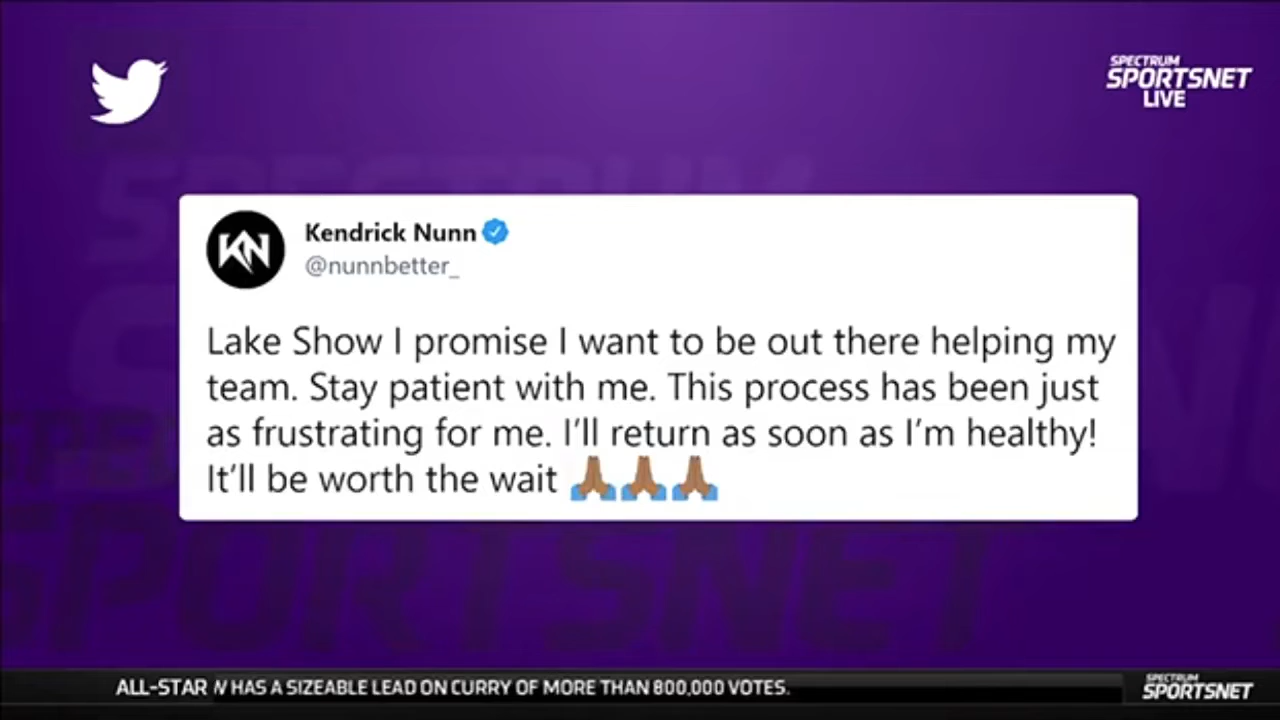 SPECTRUM
SPORTSNET
LIVE
KN
Kendrick Nunn
@nunnbetter_
Lake Show I promise I want to be out there helping my
team. Stay patient with me. This process has been just
as frustrating for me. I’ll return as soon as I’m healthy!
It’ll be worth the wait 🙏🏾🙏🏾🙏🏾
SPECTRUM
SPORTSNET
ALL-STAR HAS A SIZEABLE LEAD ON CURRY OF MORE THAN 800,000 VOTES.
SPECTRUM
SPORTSNET